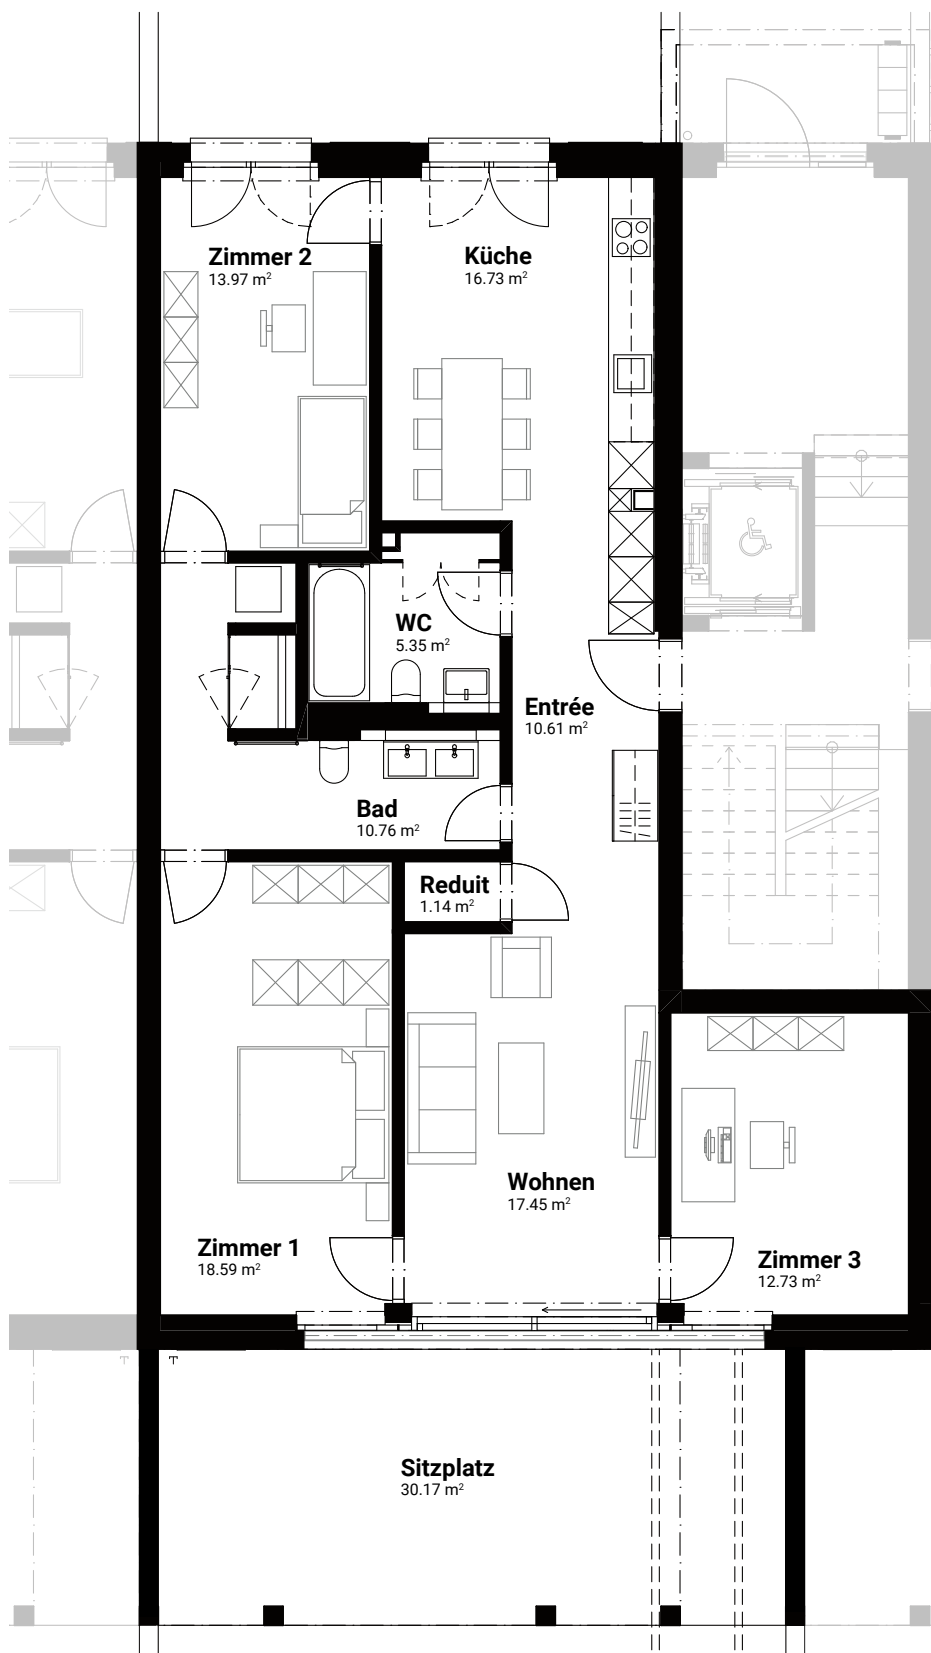 Zimmer 2
13.97 m²
Küche
16.73 m²
WC
5.35 m²
Entrée
10.61 m²
Bad
10.76 m²
Reduit
1.14 m²
Wohnen
17.45 m²
Zimmer 1
18.59 m²
Zimmer 3
12.73 m²
Sitzplatz
30.17 m²